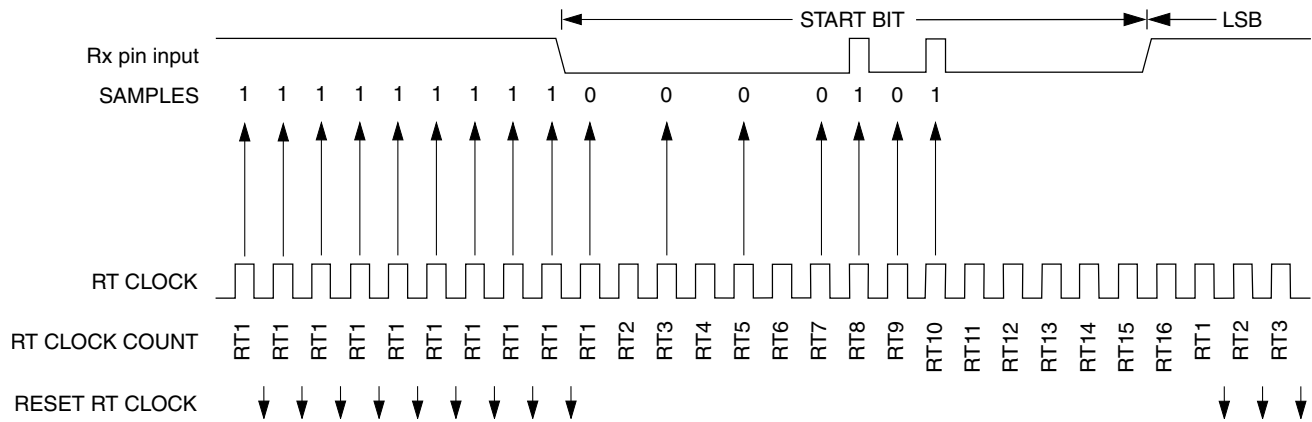 START BIT LSB
Rx pin input
SAMPLES 1 1 1 1 1 1 1 1 1 0 0 0 0 1 0 1
RT CLOCK
RT CLOCK COUNT RT1 RT1 RT1 RT1 RT1 RT1 RT1 RT1 RT1 RT1 RT2 RT3 RT4 RT5 RT6 RT7 RT8 RT9 RT10 RT11 RT12 RT13 RT14 RT15 RT16 RT1 RT2 RT3
RESET RT CLOCK